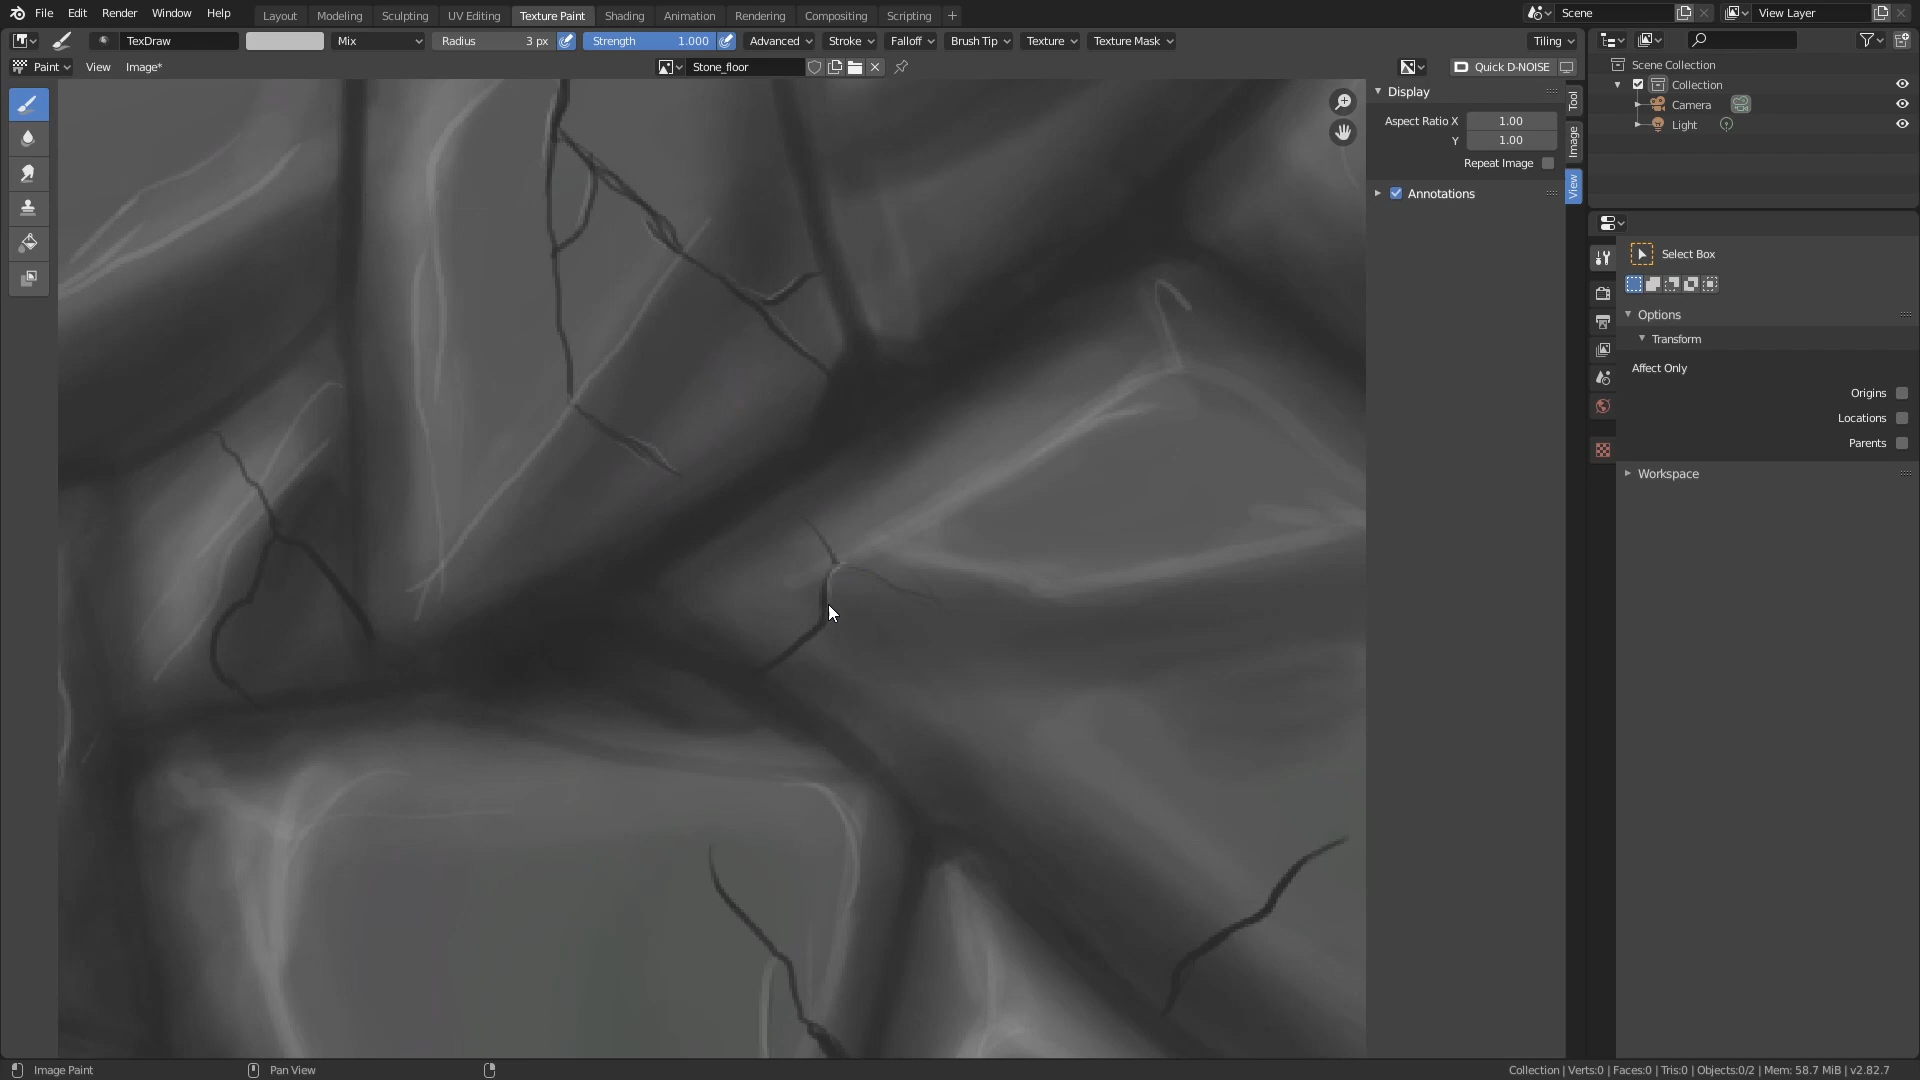 File Edit Render Window Help Layout Modeling Sculpting UV Editing Texture Paint Shading Animation Rendering Compositing Scripting + Scene View Layer
TexDraw Mix Radius 3 px Strength 1.000 Advanced Stroke Falloff Brush Tip Texture Texture Mask Tiling
Paint View Image* Stone_floor Quick D-NOISE
Scene Collection
Collection
Camera
Light
Display
Aspect Ratio X 1.00
Y 1.00
Repeat Image
Annotations
Tool
Image
View
Select Box
Options
Transform
Affect Only
Origins
Locations
Parents
Workspace
Image Paint Pan View Collection | Verts:0 | Faces:0 | Tris:0 | Objects:0/2 | Mem: 58.7 MiB | v2.82.7